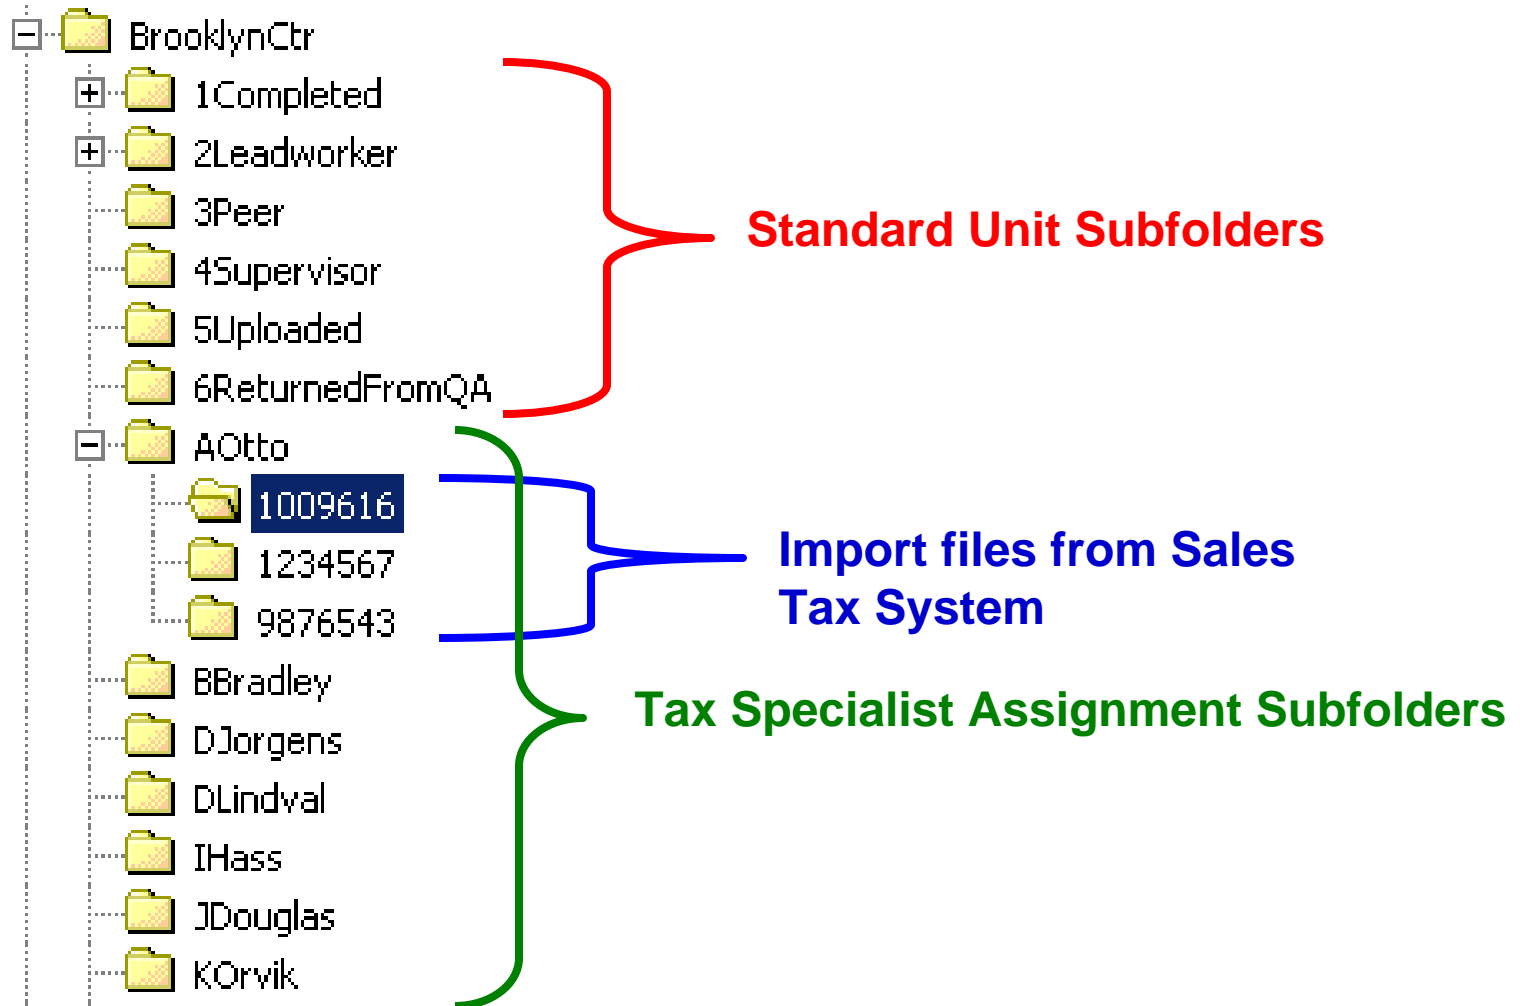 BrooklynCtr
1Completed
2Leadworker
3Peer
4Supervisor
5Uploaded
6ReturnedFromQA
Standard Unit Subfolders
AOtto
1009616
1234567
9876543
Import files from Sales
Tax System
BBradley
DJorgens
DLindval
IHass
JDouglas
KOrvik
Tax Specialist Assignment Subfolders